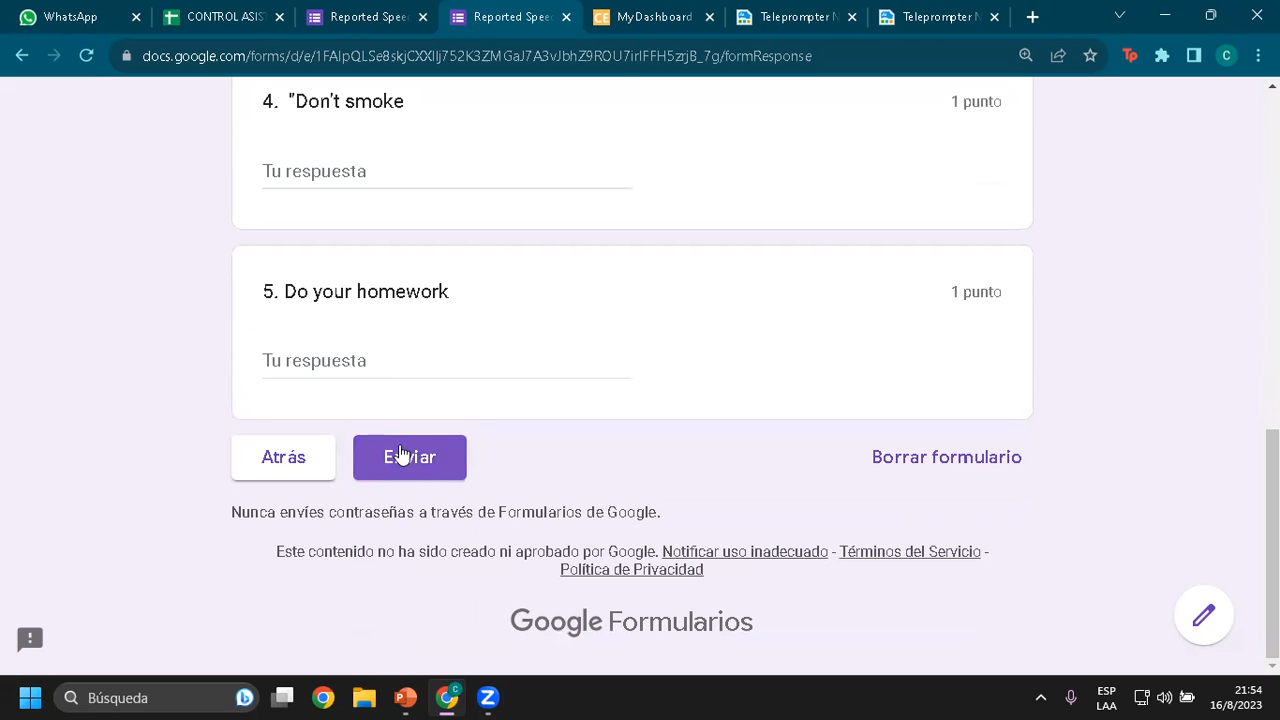 WhatsApp
CONTROL ASIS
Reported Spee
Reported Spee
My Dashboard
Teleprompter N
Teleprompter N
docs.google.com/forms/d/e/1FAIpQLSe8skjCXXlIj752K3ZMGaJ7A3vJbhZ9ROU7irlFFH5zrjB_7g/formResponse
4. "Don't smoke
1 punto
Tu respuesta
5. Do your homework
1 punto
Tu respuesta
Atrás
Enviar
Borrar formulario
Nunca envíes contraseñas a través de Formularios de Google.
Este contenido no ha sido creado ni aprobado por Google. Notificar uso inadecuado - Términos del Servicio -
Política de Privacidad
Google Formularios
Búsqueda
ESP
LAA
21:54
16/8/2023